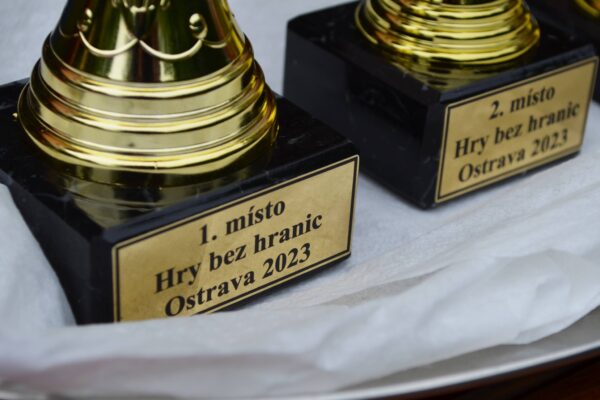 1. místo
Hry bez hranic
Ostrava 2023
2. místo
Hry bez hranic
Ostrava 2023